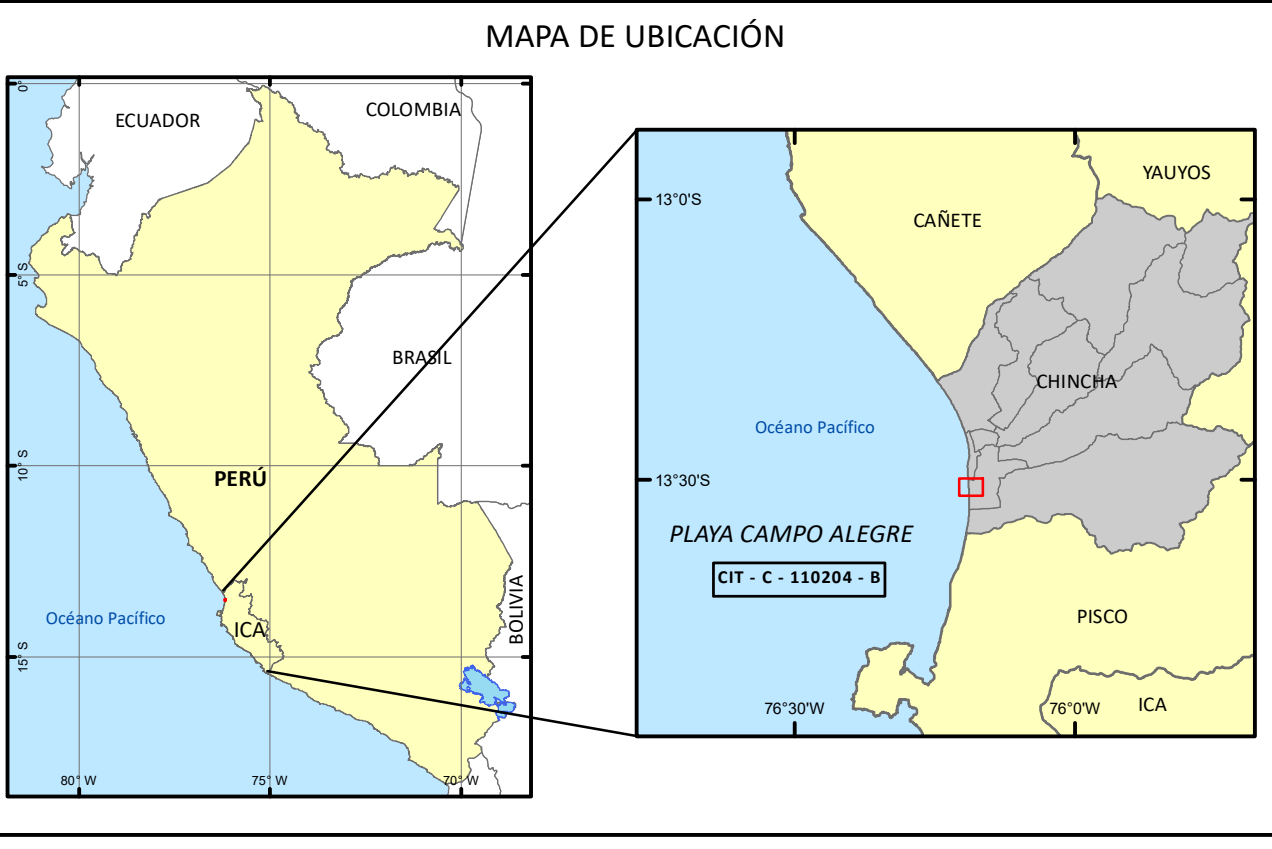 MAPA DE UBICACIÓN
ECUADOR
COLOMBIA
BRASIL
PERÚ
Océano Pacífico
ICA
BOLIVIA
0°
5° S
10° S
15° S
80° W
75° W
70° W
YAUYOS
13°0'S
CAÑETE
CHINCHA
Océano Pacífico
13°30'S
PLAYA CAMPO ALEGRE
CIT - C - 110204 - B
PISCO
76°30'W
76°0'W
ICA